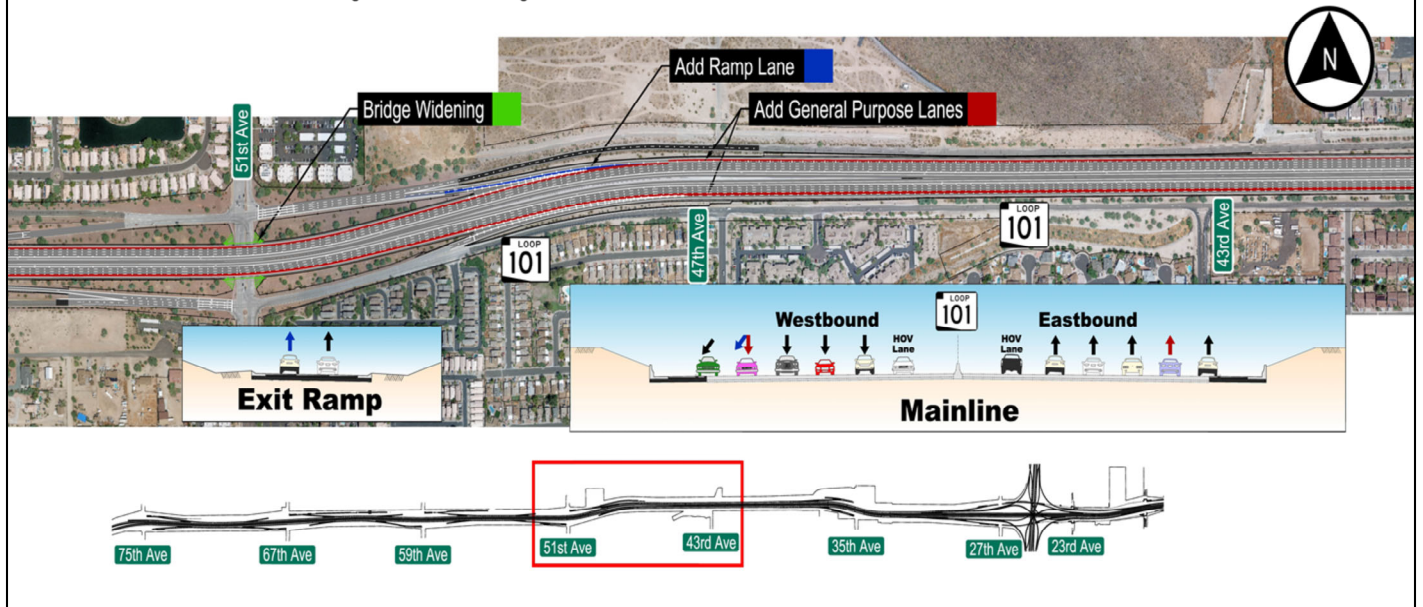 N
Add Ramp Lane
Bridge Widening
Add General Purpose Lanes
51st Ave
47th Ave
43rd Ave
LOOP
101
LOOP
101
Exit Ramp
LOOP
101
Westbound
Eastbound
HOV
Lane
HOV
Lane
Mainline
75th Ave
67th Ave
59th Ave
51st Ave
43rd Ave
35th Ave
27th Ave
23rd Ave